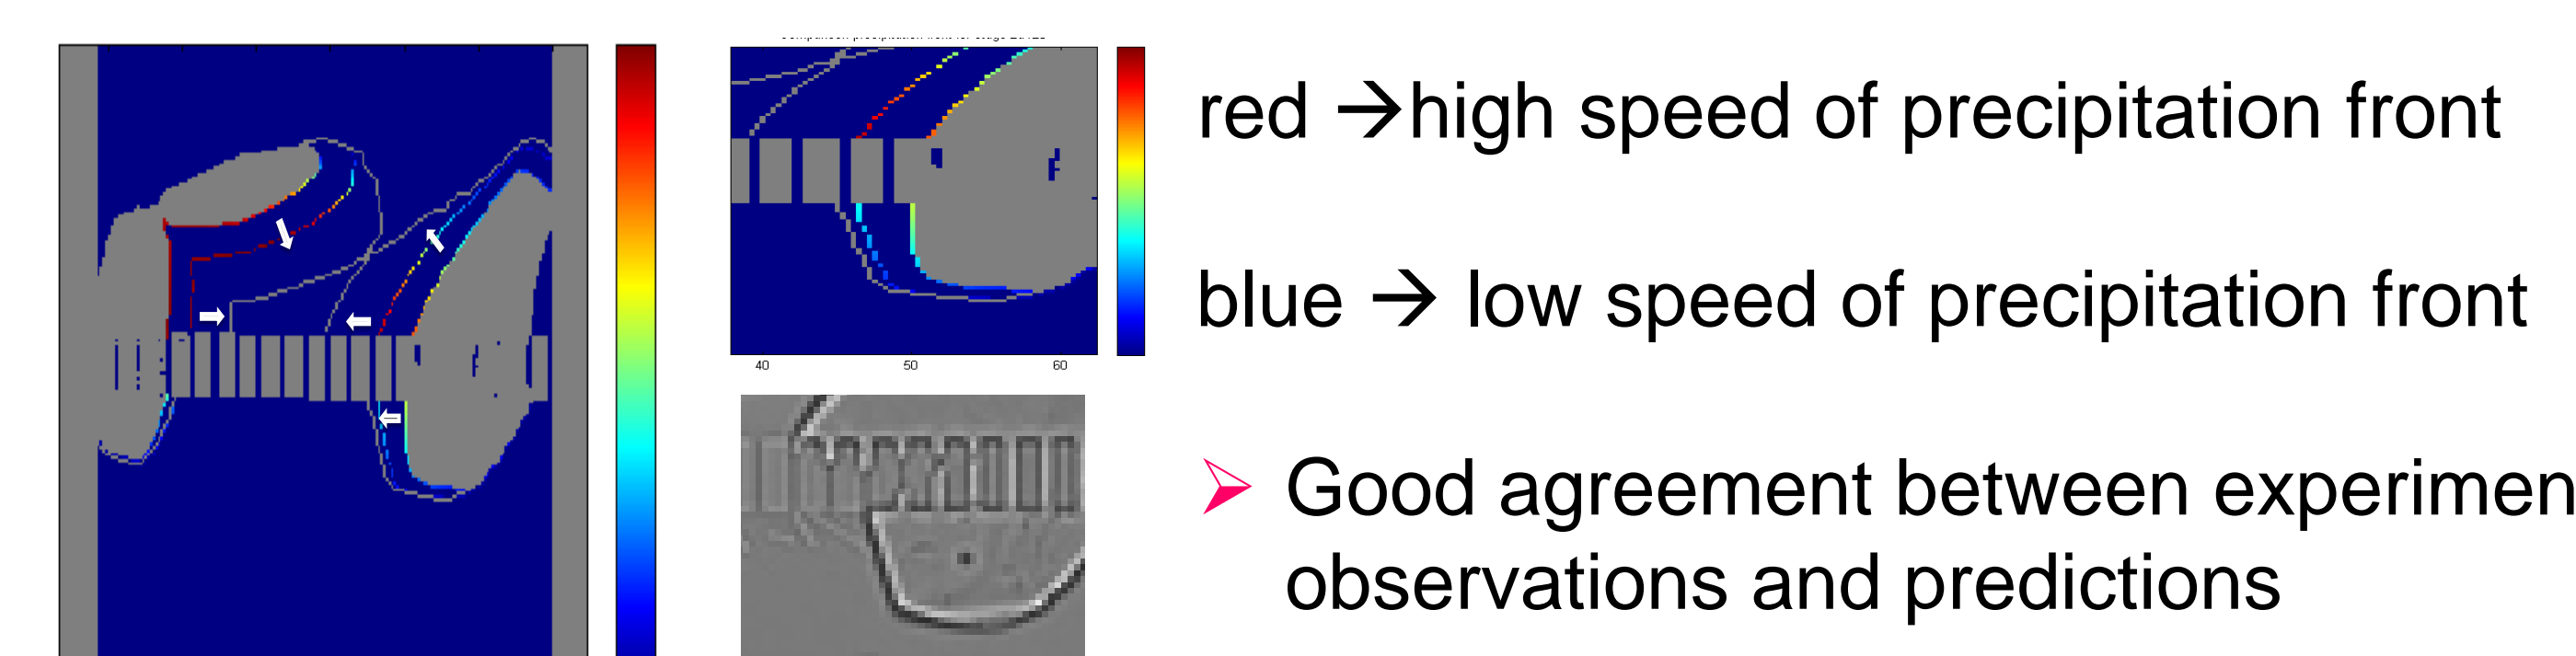 red →high speed of precipitation front
blue → low speed of precipitation front
➢ Good agreement between experimen
observations and predictions
40 50 60